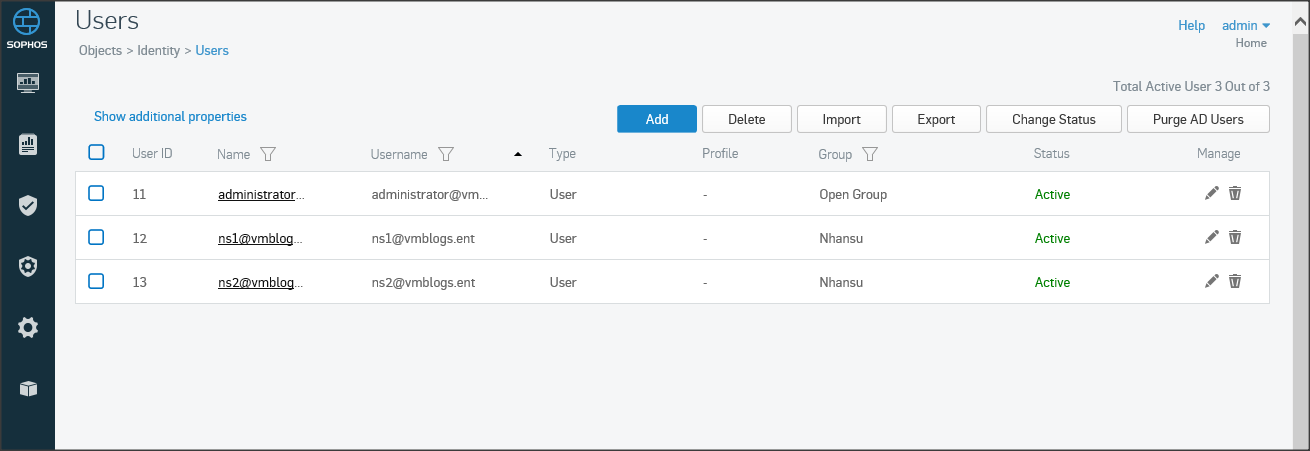 SOPHOS
Users
Objects > Identity > Users
Help admin
Home
Total Active User 3 Out of 3
Show additional properties
Add Delete Import Export Change Status Purge AD Users
User ID Name Username Type Profile Group Status Manage
11 administrator... administrator@vm... User - Open Group Active
12 ns1@vmblog... ns1@vmblogs.ent User - Nhansu Active
13 ns2@vmblog... ns2@vmblogs.ent User - Nhansu Active